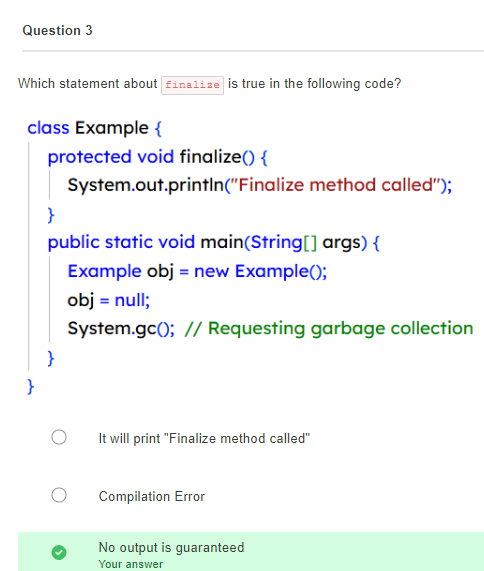 Question 3
Which statement about finalize is true in the following code?
class Example {
protected void finalize() {
System.out.println("Finalize method called");
}
public static void main(String[] args) {
Example obj = new Example();
obj = null;
System.gc(); // Requesting garbage collection
}
}
It will print "Finalize method called"
Compilation Error
No output is guaranteed
Your answer